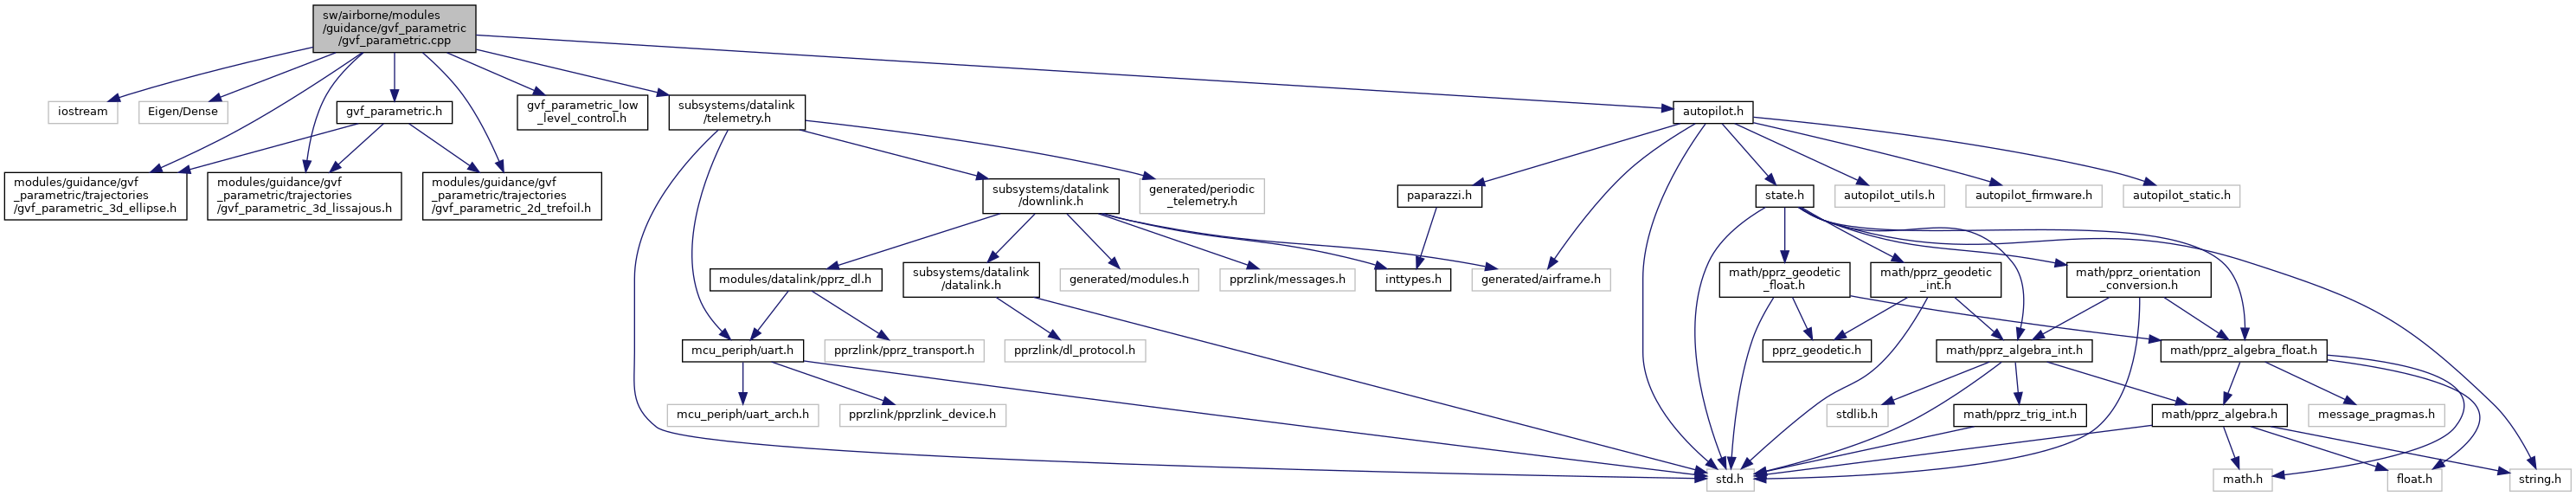 sw/airborne/modules
/guidance/gvf_parametric
/gvf_parametric.cpp
iostream
Eigen/Dense
gvf_parametric.h
gvf_parametric_low
_level_control.h
subsystems/datalink
/telemetry.h
autopilot.h
modules/guidance/gvf
_parametric/trajectories
/gvf_parametric_3d_ellipse.h
modules/guidance/gvf
_parametric/trajectories
/gvf_parametric_3d_lissajous.h
modules/guidance/gvf
_parametric/trajectories
/gvf_parametric_2d_trefoil.h
subsystems/datalink
/downlink.h
generated/periodic
_telemetry.h
paparazzi.h
state.h
autopilot_utils.h
autopilot_firmware.h
autopilot_static.h
modules/datalink/pprz_dl.h
subsystems/datalink
/datalink.h
generated/modules.h
pprzlink/messages.h
inttypes.h
generated/airframe.h
math/pprz_geodetic
_float.h
math/pprz_geodetic
_int.h
math/pprz_orientation
_conversion.h
mcu_periph/uart.h
pprzlink/pprz_transport.h
pprzlink/dl_protocol.h
pprz_geodetic.h
math/pprz_algebra_int.h
math/pprz_algebra_float.h
mcu_periph/uart_arch.h
pprzlink/pprzlink_device.h
stdlib.h
math/pprz_trig_int.h
math/pprz_algebra.h
message_pragmas.h
std.h
math.h
float.h
string.h